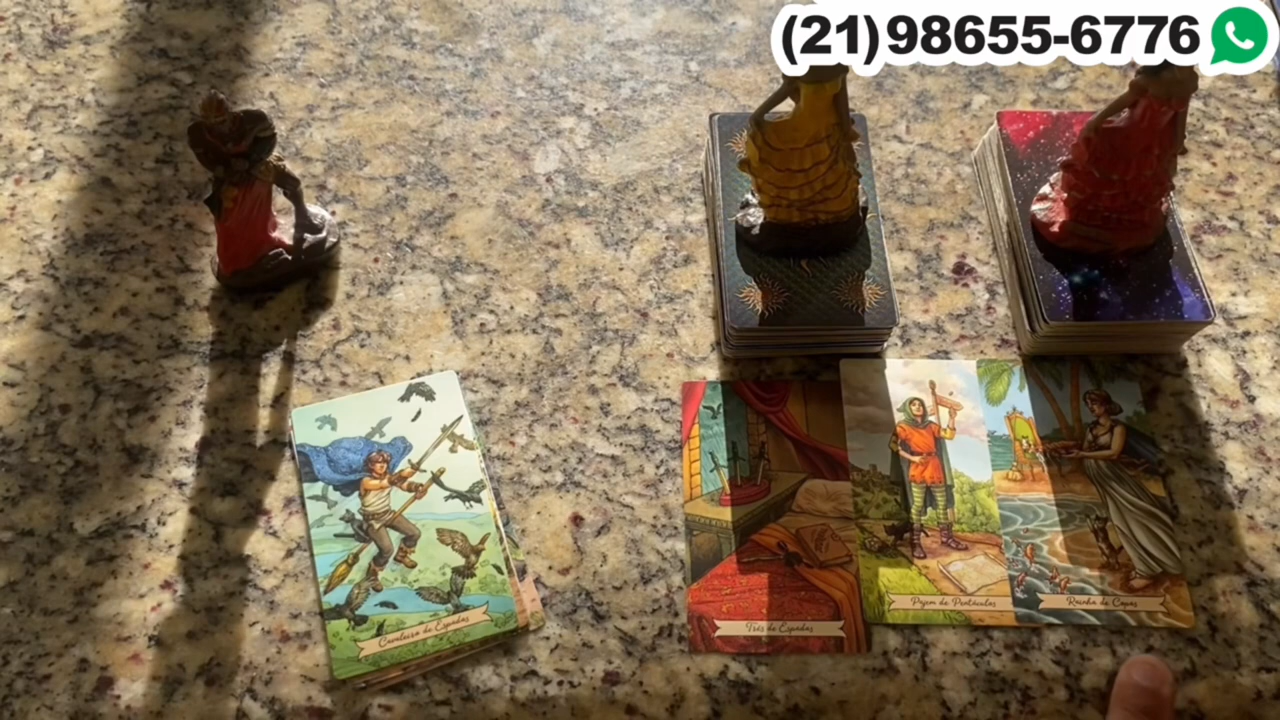 (21)98655-6776
Cavaleiro de Espadas
Três de Espadas
Pajem de Pentáculos
Rainha de Copas